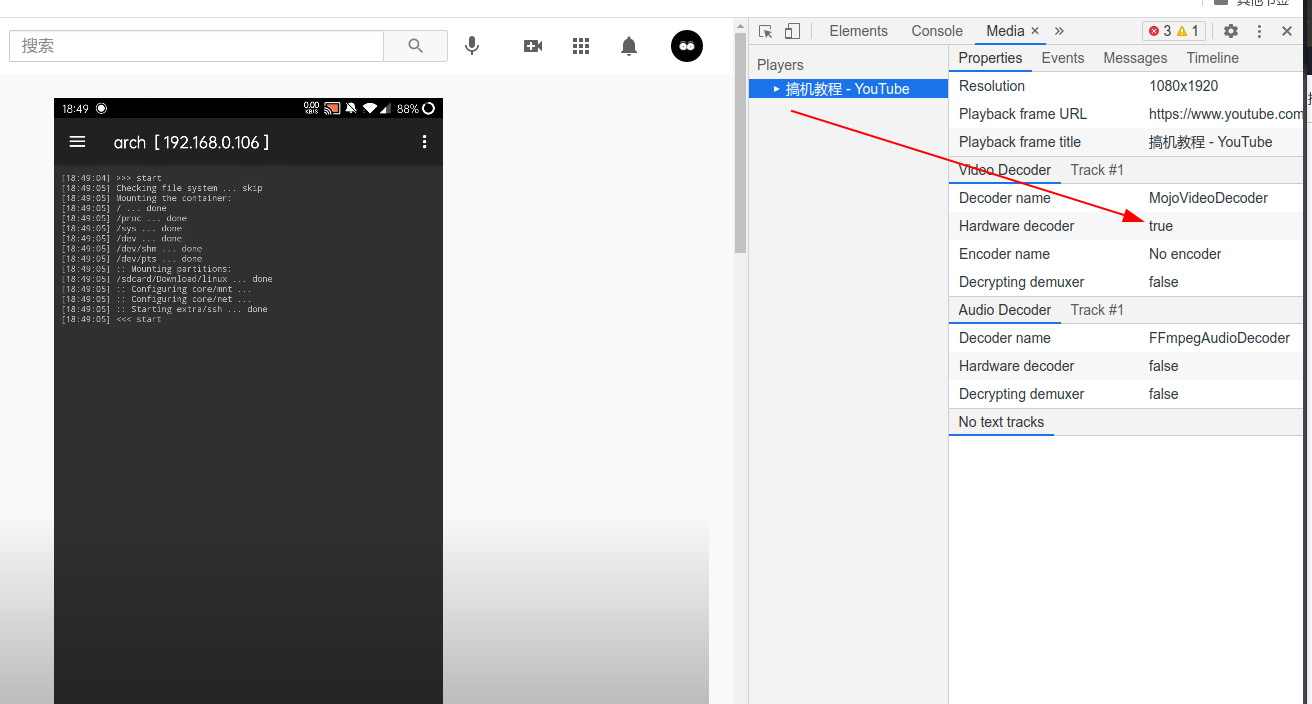 搜索
18:49
0.00
KB/S
88%
arch [ 192.168.0.106 ]
[18:49:04] >>> start
[18:49:05] Checking file system ... skip
[18:49:05] Mounting the container:
[18:49:05] / ... done
[18:49:05] /proc ... done
[18:49:05] /sys ... done
[18:49:05] /dev ... done
[18:49:05] /dev/shm ... done
[18:49:05] /dev/pts ... done
[18:49:05] :: Mounting partitions:
[18:49:05] /sdcard/Download/linux ... done
[18:49:05] :: Configuring core/mnt ...
[18:49:05] :: Configuring core/net ...
[18:49:05] :: Starting extra/ssh ... done
[18:49:05] <<< start
Elements Console Media × » 3 1
Players
搞机教程 - YouTube
Properties Events Messages Timeline
Resolution 1080x1920
Playback frame URL https://www.youtube.com
Playback frame title 搞机教程 - YouTube
Video Decoder Track #1
Decoder name MojoVideoDecoder
Hardware decoder true
Encoder name No encoder
Decrypting demuxer false
Audio Decoder Track #1
Decoder name FFmpegAudioDecoder
Hardware decoder false
Decrypting demuxer false
No text tracks